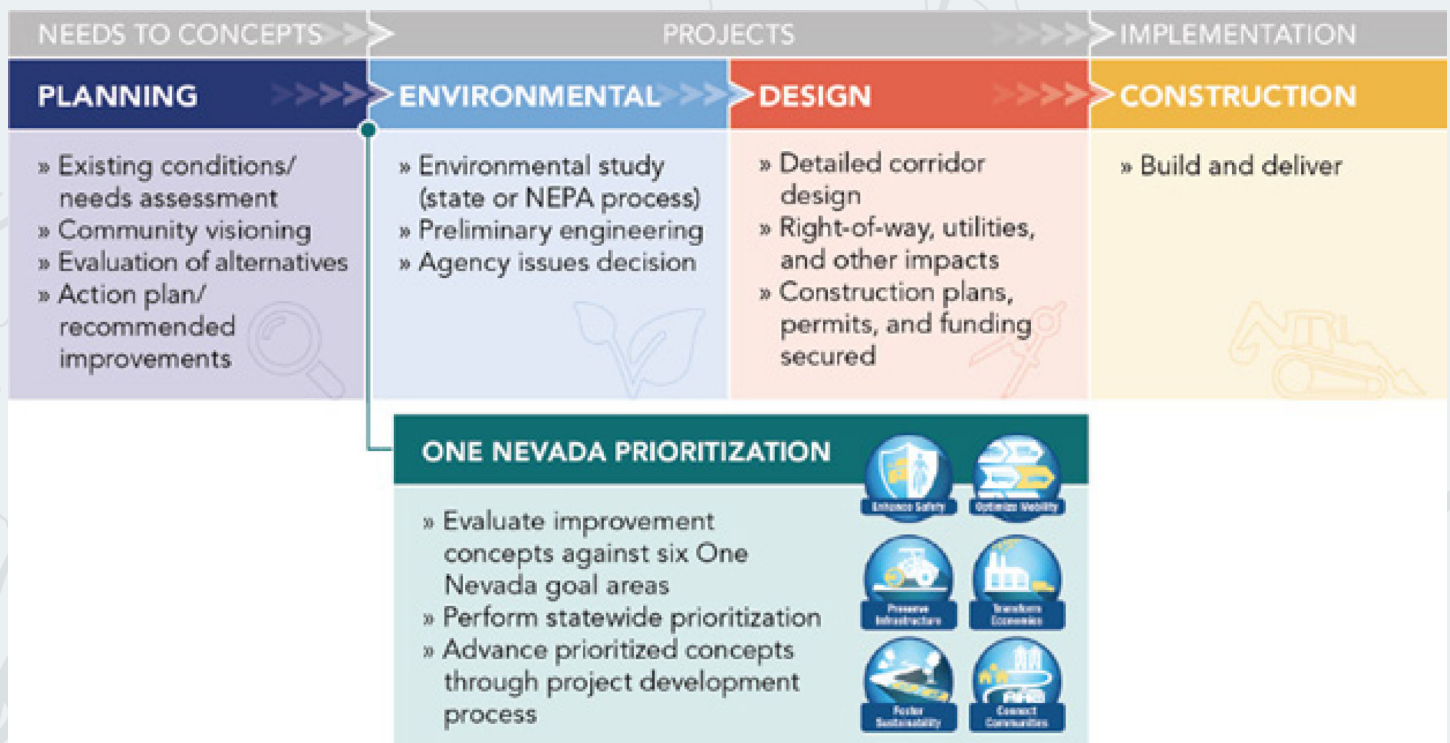 NEEDS TO CONCEPTS
PROJECTS
IMPLEMENTATION
PLANNING
ENVIRONMENTAL
DESIGN
CONSTRUCTION
» Existing conditions/
needs assessment
» Community visioning
» Evaluation of alternatives
» Action plan/
recommended
improvements
» Environmental study
(state or NEPA process)
» Preliminary engineering
» Agency issues decision
» Detailed corridor
design
» Right-of-way, utilities,
and other impacts
» Construction plans,
permits, and funding
secured
» Build and deliver
ONE NEVADA PRIORITIZATION
» Evaluate improvement
concepts against six One
Nevada goal areas
» Perform statewide prioritization
» Advance prioritized concepts
through project development
process
Enhance Safety
Optimize Mobility
Preserve
Infrastructure
Transform
Economies
Foster
Sustainability
Connect
Communities